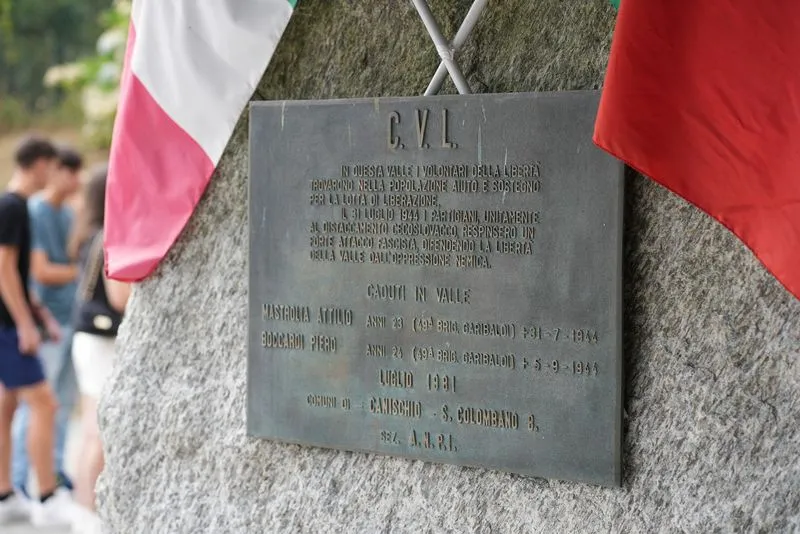 C. V. L.
IN QUESTA VALLE I VOLONTARI DELLA LIBERTÀ
TROVARONO NELLA POPOLAZIONE AIUTO E SOSTEGNO
PER LA LOTTA DI LIBERAZIONE.
IL 31 LUGLIO 1944 I PARTIGIANI, UNITAMENTE
AL DISTACCAMENTO CECOSLOVACCO, RESPINSERO UN
FORTE ATTACCO FASCISTA, DIFENDENDO LA LIBERTÀ
DELLA VALLE DALL'OPPRESSIONE NEMICA.
CADUTI IN VALLE
MASTROLIA ATTILIO ANNI 23 (49ª BRIG. GARIBALDI) + 31 - 7 - 1944
BOCCARDI PIERO ANNI 24 (49ª BRIG. GARIBALDI) + 5 - 9 - 1944
LUGLIO 1981
COMUNI DI - CANISCHIO - S. COLOMBANO B.
SEZ. A.N.P.I.